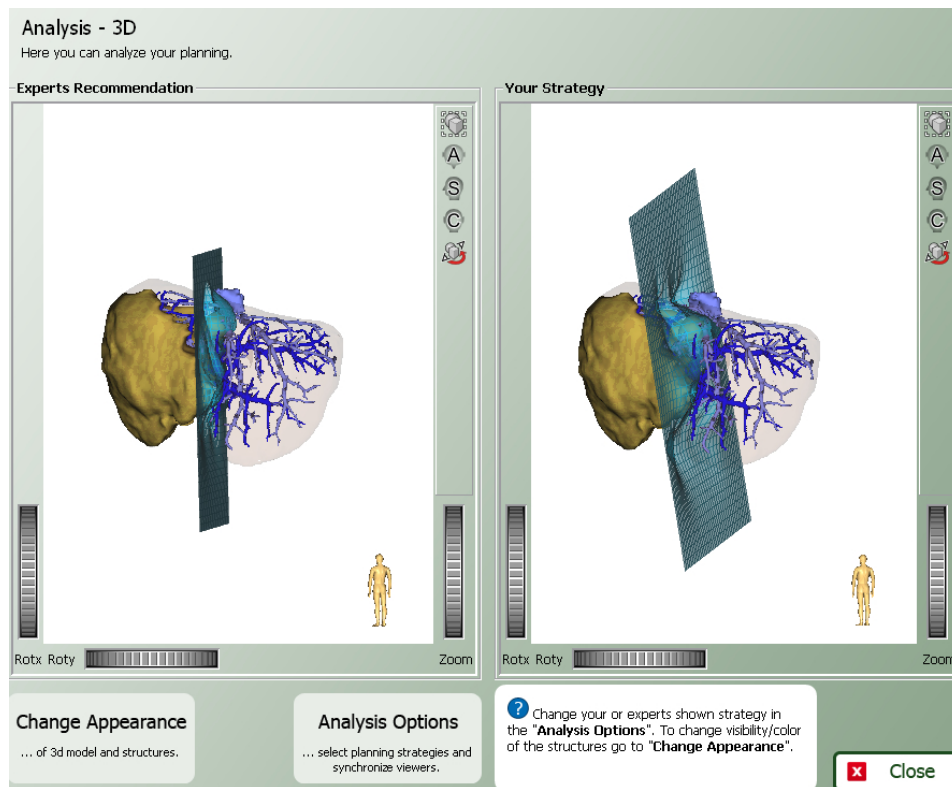 Analysis - 3D
Here you can analyze your planning.
Experts Recommendation
A
S
C
Rotx Roty
Zoom
Your Strategy
A
S
C
Rotx Roty
Zoom
Change Appearance
... of 3d model and structures.
Analysis Options
... select planning strategies and
synchronize viewers.
? Change your or experts shown strategy in
the "Analysis Options". To change visibility/color
of the structures go to "Change Appearance".
x Close